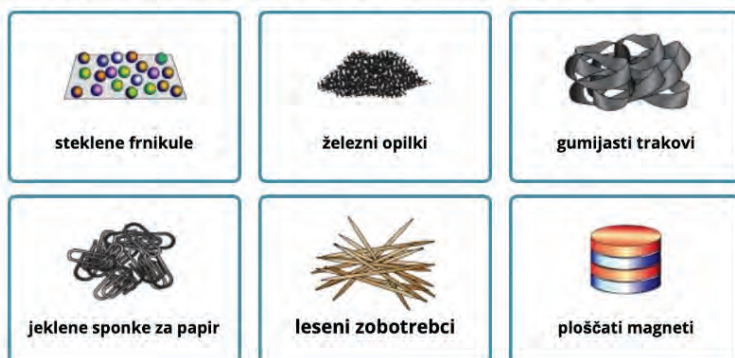 steklene frnikule
železni opilki
gumijasti trakovi
jeklene sponke za papir
leseni zobotrebci
ploščati magneti